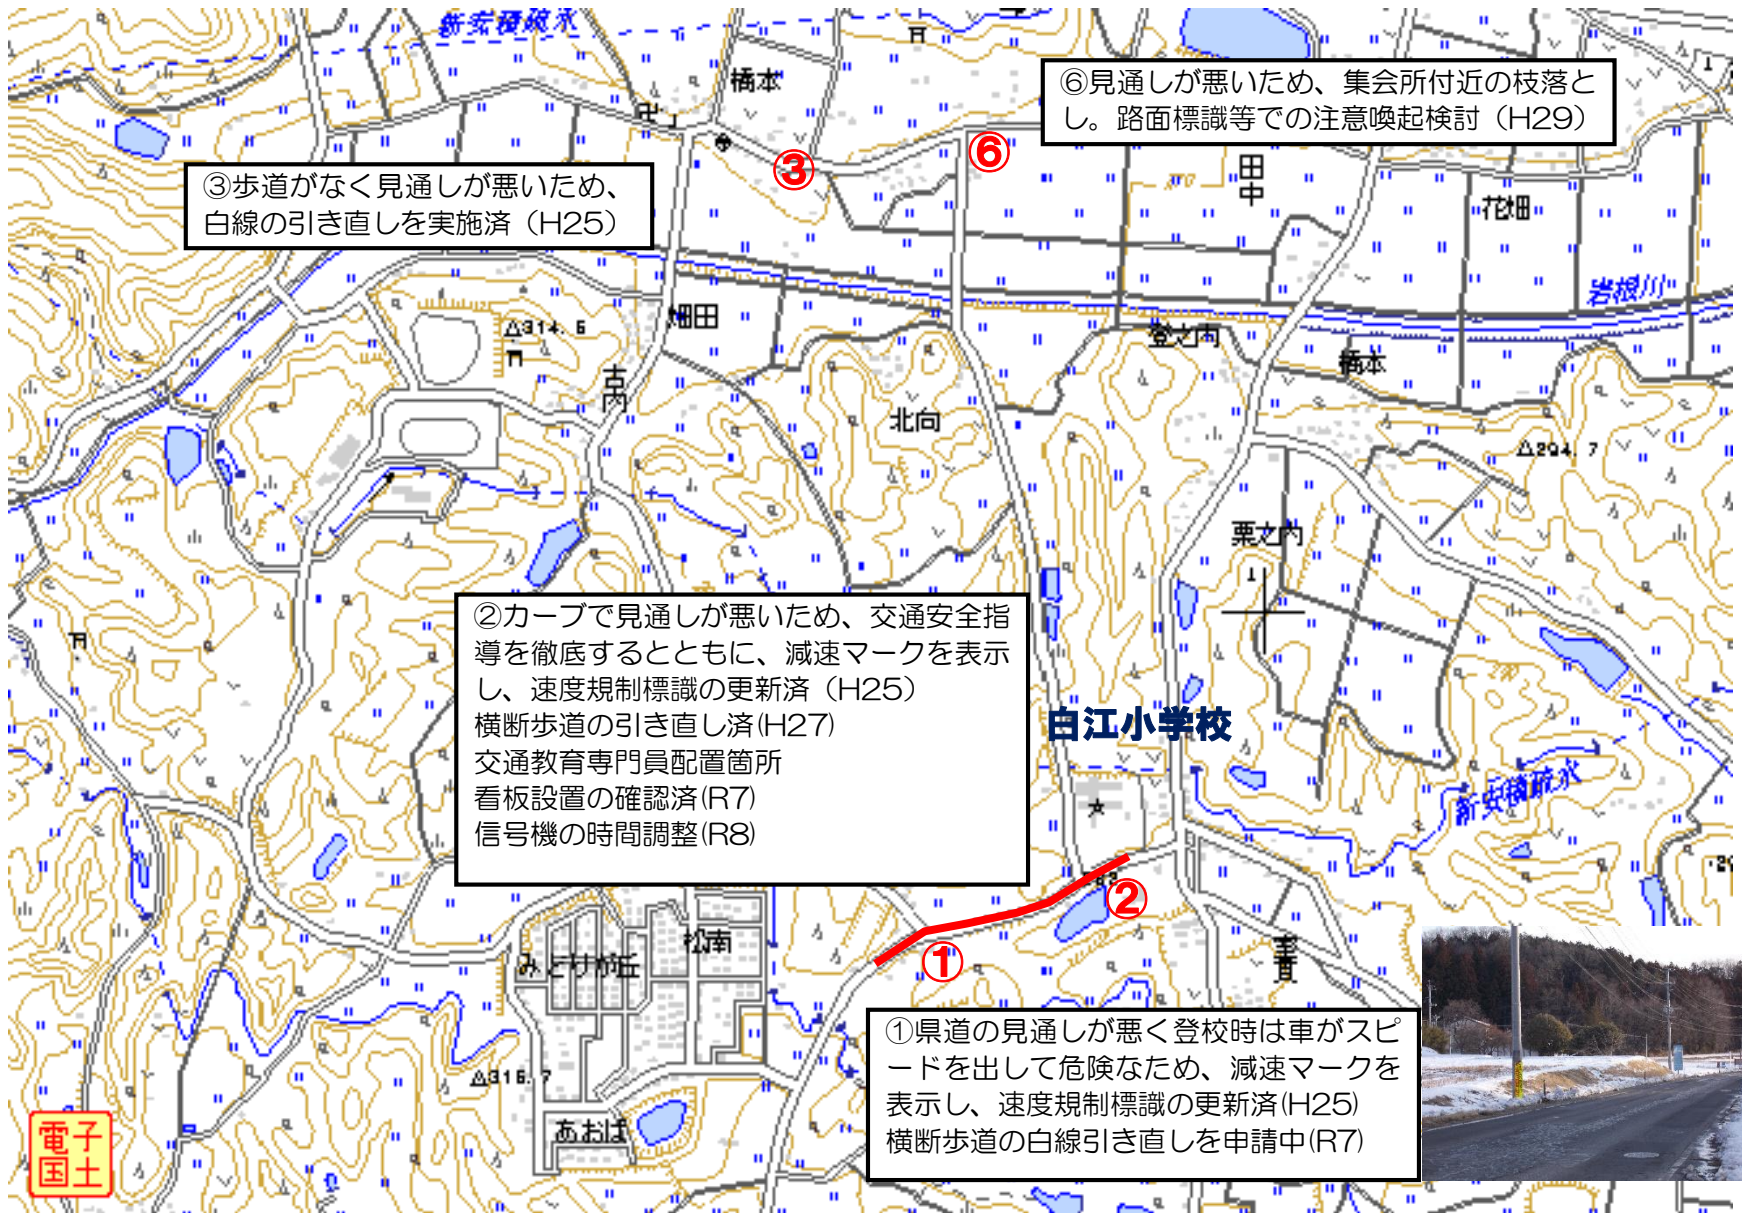 新安積疏水
橋本
⑥見通しが悪いため、集会所付近の枝落と
し。路面標識等での注意喚起検討（H29）
③
⑥
田中
花畑
③歩道がなく見通しが悪いため、
白線の引き直しを実施済（H25）
岩根川
△314.6
畑田
登之内
橋本
古内
北向
△294.7
栗之内
②カーブで見通しが悪いため、交通安全指
導を徹底するとともに、減速マークを表示
し、速度規制標識の更新済（H25）
横断歩道の引き直し済(H27)
交通教育専門員配置箇所
看板設置の確認済(R7)
信号機の時間調整(R8)
白江小学校
新安積疏水
②
①
松南
みどりが丘
①県道の見通しが悪く登校時は車がスピ
ードを出して危険なため、減速マークを
表示し、速度規制標識の更新済(H25)
横断歩道の白線引き直しを申請中(R7)
△316.7
あおば
電子
国土